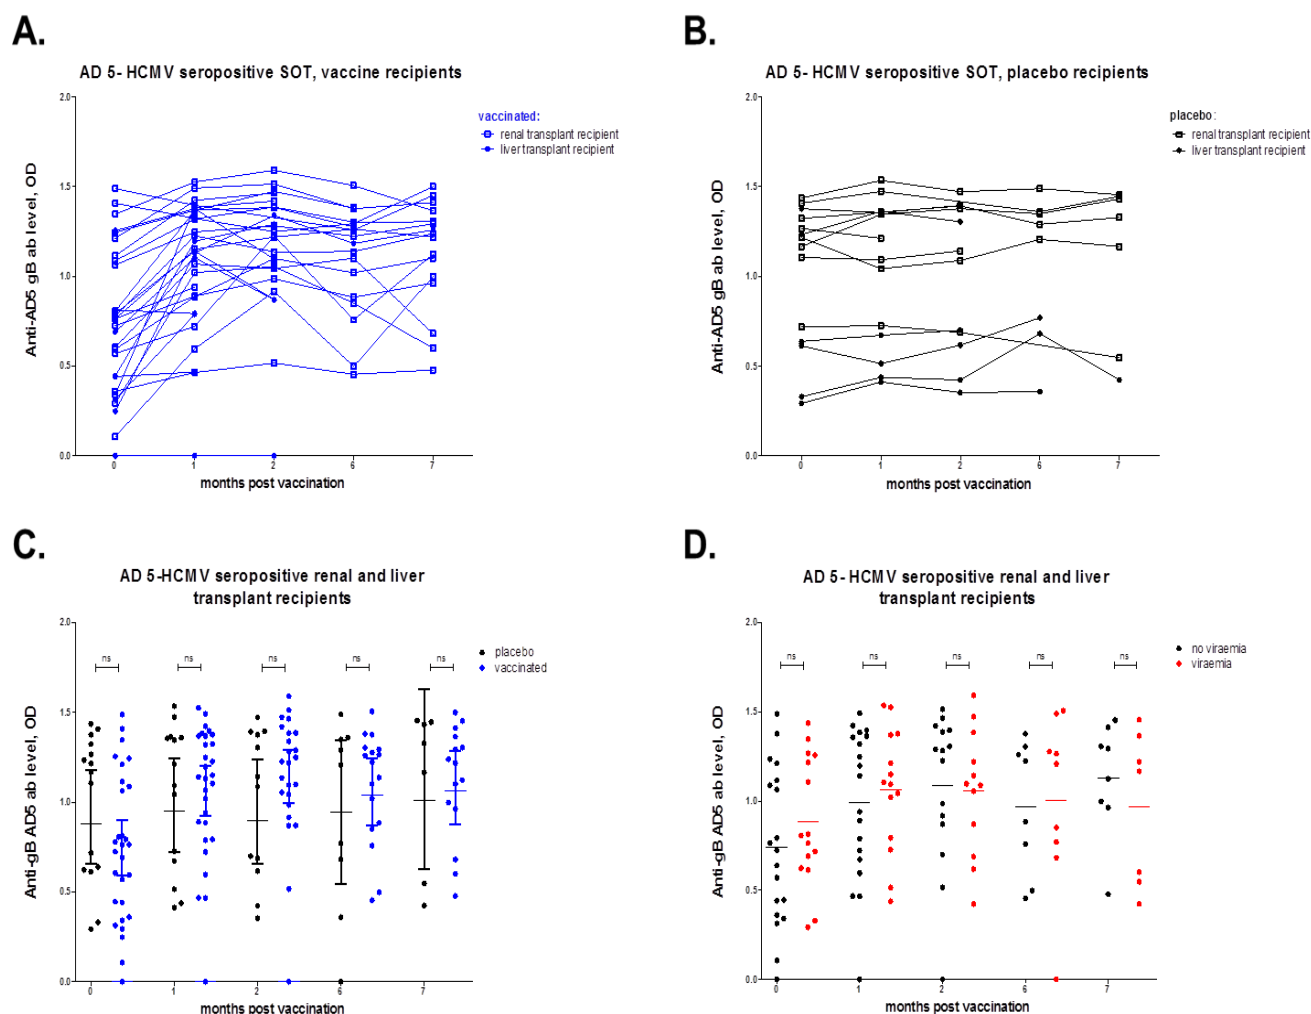 A.
AD 5- HCMV seropositive SOT, vaccine recipients
2.0
1.5
1.0
0.5
0.0
Anti-AD5 gB ab level, OD
0 1 2 6 7
months post vaccination
vaccinated:
renal transplant recipient
liver transplant recipient
B.
AD 5- HCMV seropositive SOT, placebo recipients
2.0
1.5
1.0
0.5
0.0
Anti-AD5 gB ab level, OD
0 1 2 6 7
months post vaccination
placebo:
renal transplant recipient
liver transplant recipient
C.
AD 5-HCMV seropositive renal and liver
transplant recipients
2.0
1.5
1.0
0.5
0.0
Anti-gB AD5 ab level, OD
ns ns ns ns ns
0 1 2 6 7
months post vaccination
placebo
vaccinated
D.
AD 5- HCMV seropositive renal and liver
transplant recipients
2.0
1.5
1.0
0.5
0.0
Anti-gB AD5 ab level, OD
ns ns ns ns ns
0 1 2 6 7
months post vaccination
no viraemia
viraemia